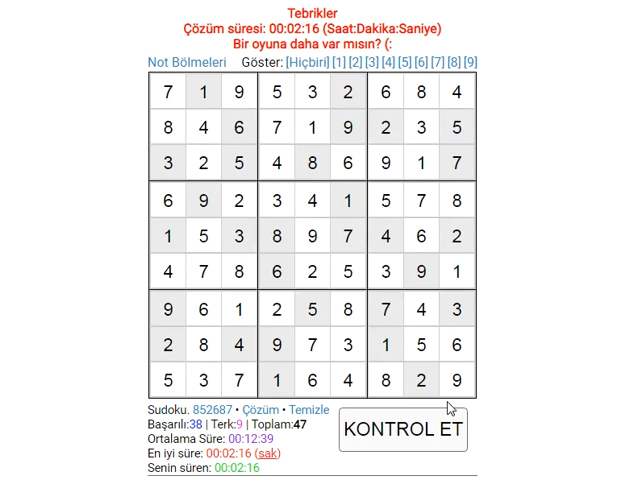 Tebrikler
Çözüm süresi: 00:02:16 (Saat:Dakika:Saniye)
Bir oyuna daha var mısın? (:
Not Bölmeleri Göster: [Hiçbiri] [1] [2] [3] [4] [5] [6] [7] [8] [9]
7 1 9 5 3 2 6 8 4
8 4 6 7 1 9 2 3 5
3 2 5 4 8 6 9 1 7
6 9 2 3 4 1 5 7 8
1 5 3 8 9 7 4 6 2
4 7 8 6 2 5 3 9 1
9 6 1 2 5 8 7 4 3
2 8 4 9 7 3 1 5 6
5 3 7 1 6 4 8 2 9
Sudoku. 852687 • Çözüm • Temizle
Başarılı:38 | Terk:9 | Toplam:47
Ortalama Süre: 00:12:39
En iyi süre: 00:02:16 (sak)
Senin süren: 00:02:16
KONTROL ET